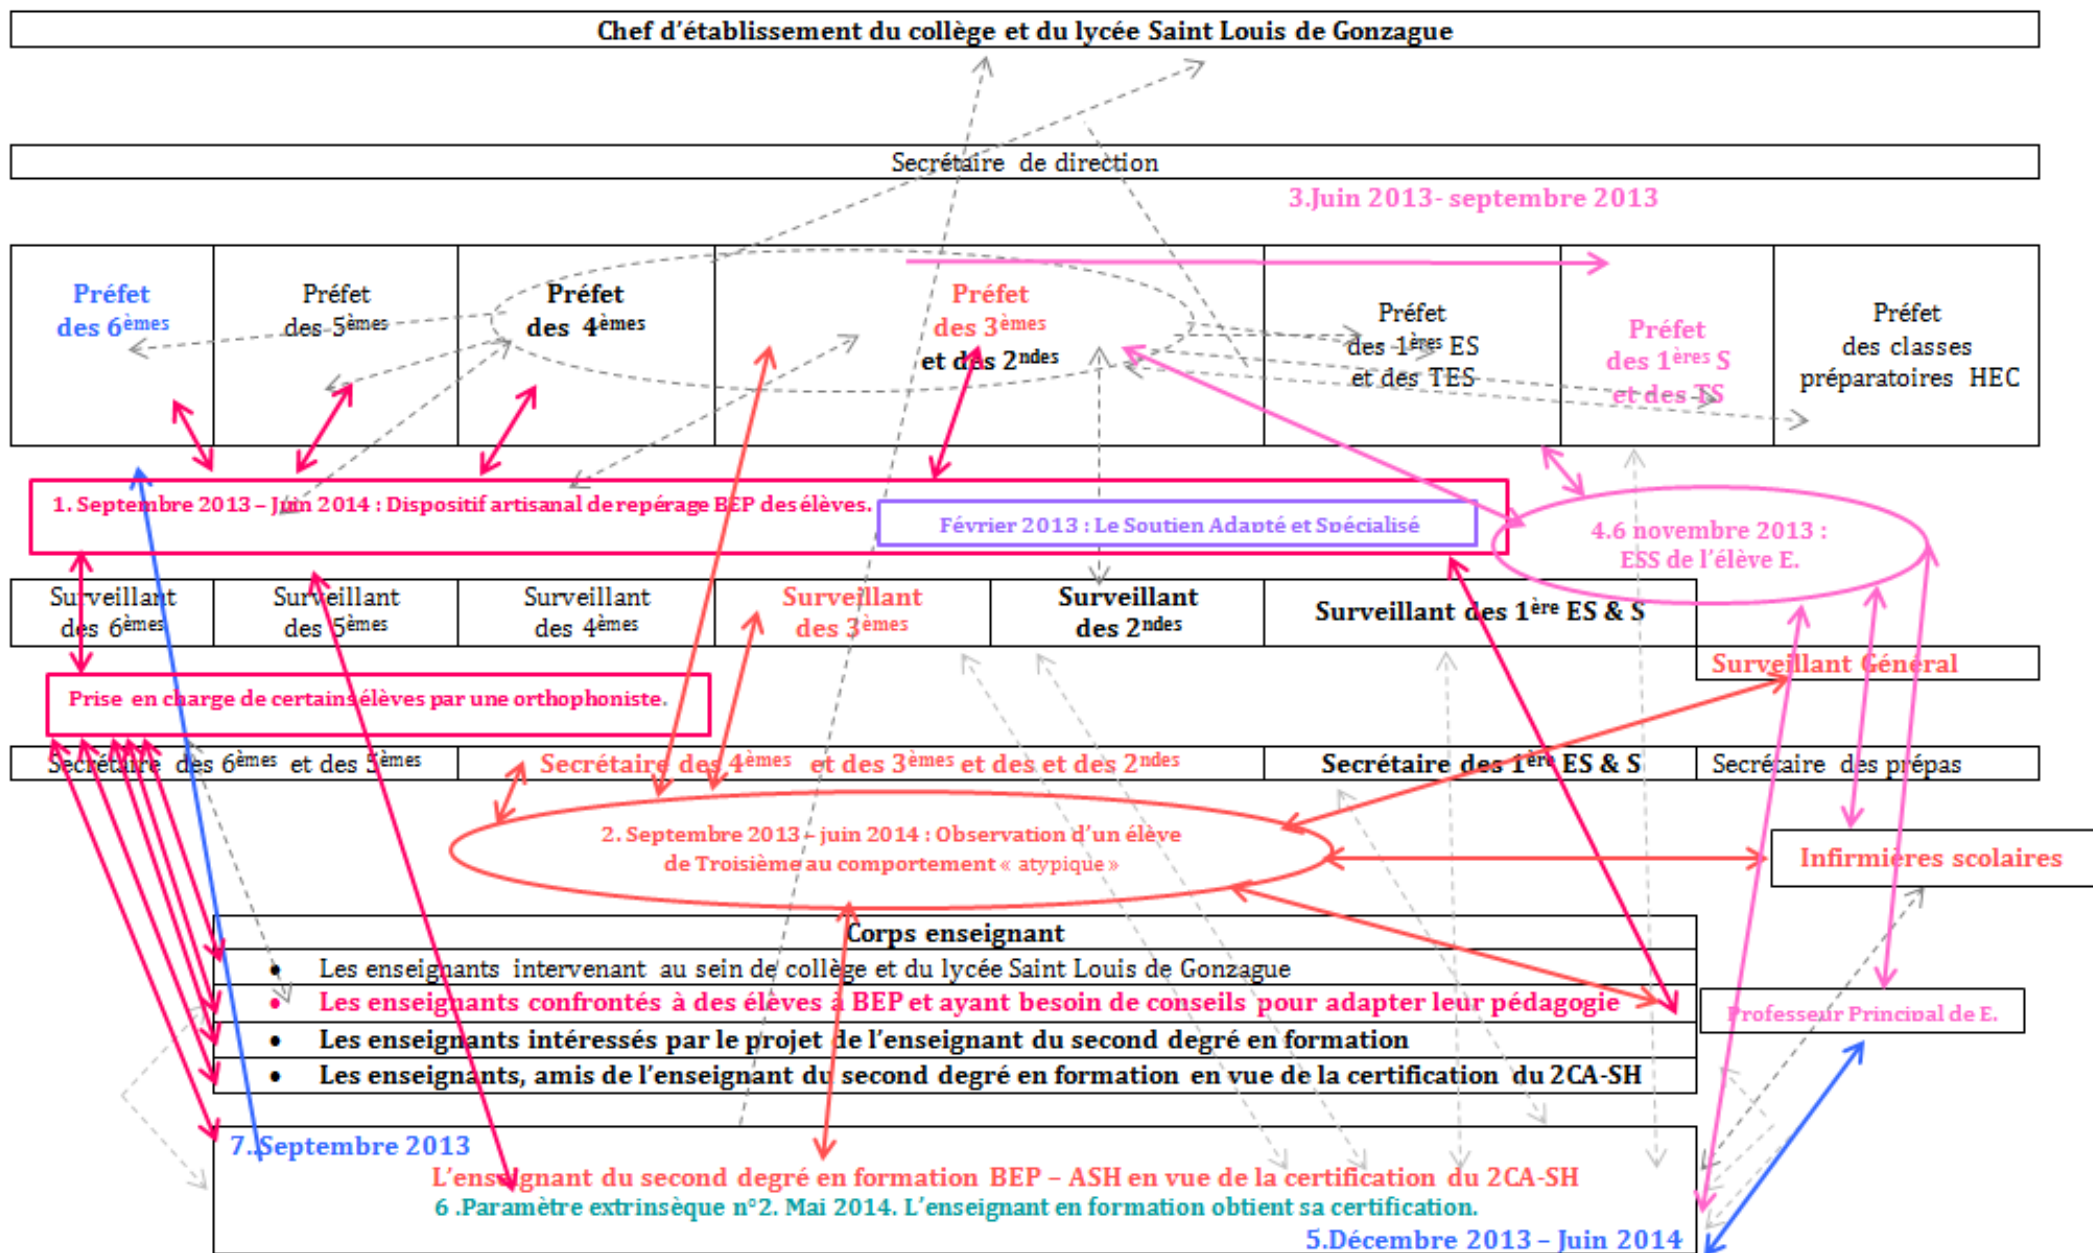 Chef d'établissement du collège et du lycée Saint Louis de Gonzague
Secrétaire de direction
3.Juin 2013- septembre 2013
Préfet
des 6èmes
Préfet
des 5èmes
Préfet
des 4èmes
Préfet
des 3èmes
et des 2ndes
Préfet
des 1ères ES
et des TES
Préfet
des 1ères S
et des TS
Préfet
des classes
préparatoires HEC
1. Septembre 2013 – Juin 2014 : Dispositif artisanal de repérage BEP des élèves.
Février 2013 : Le Soutien Adapté et Spécialisé
4.6 novembre 2013 :
ESS de l'élève E.
Surveillant
des 6èmes
Surveillant
des 5èmes
Surveillant
des 4èmes
Surveillant
des 3èmes
Surveillant
des 2ndes
Surveillant des 1ère ES & S
Surveillant Général
Prise en charge de certains élèves par une orthophoniste.
Secrétaire des 6èmes et des 5èmes
Secrétaire des 4èmes et des 3èmes et des et des 2ndes
Secrétaire des 1ère ES & S
Secrétaire des prépas
2. Septembre 2013 – juin 2014 : Observation d'un élève
de Troisième au comportement « atypique »
Infirmières scolaires
Corps enseignant
• Les enseignants intervenant au sein de collège et du lycée Saint Louis de Gonzague
• Les enseignants confrontés à des élèves à BEP et ayant besoin de conseils pour adapter leur pédagogie
• Les enseignants intéressés par le projet de l'enseignant du second degré en formation
• Les enseignants, amis de l'enseignant du second degré en formation en vue de la certification du 2CA-SH
Professeur Principal de E.
7..Septembre 2013
L'enseignant du second degré en formation BEP – ASH en vue de la certification du 2CA-SH
6 .Paramètre extrinsèque n°2. Mai 2014. L'enseignant en formation obtient sa certification.
5.Décembre 2013 – Juin 2014